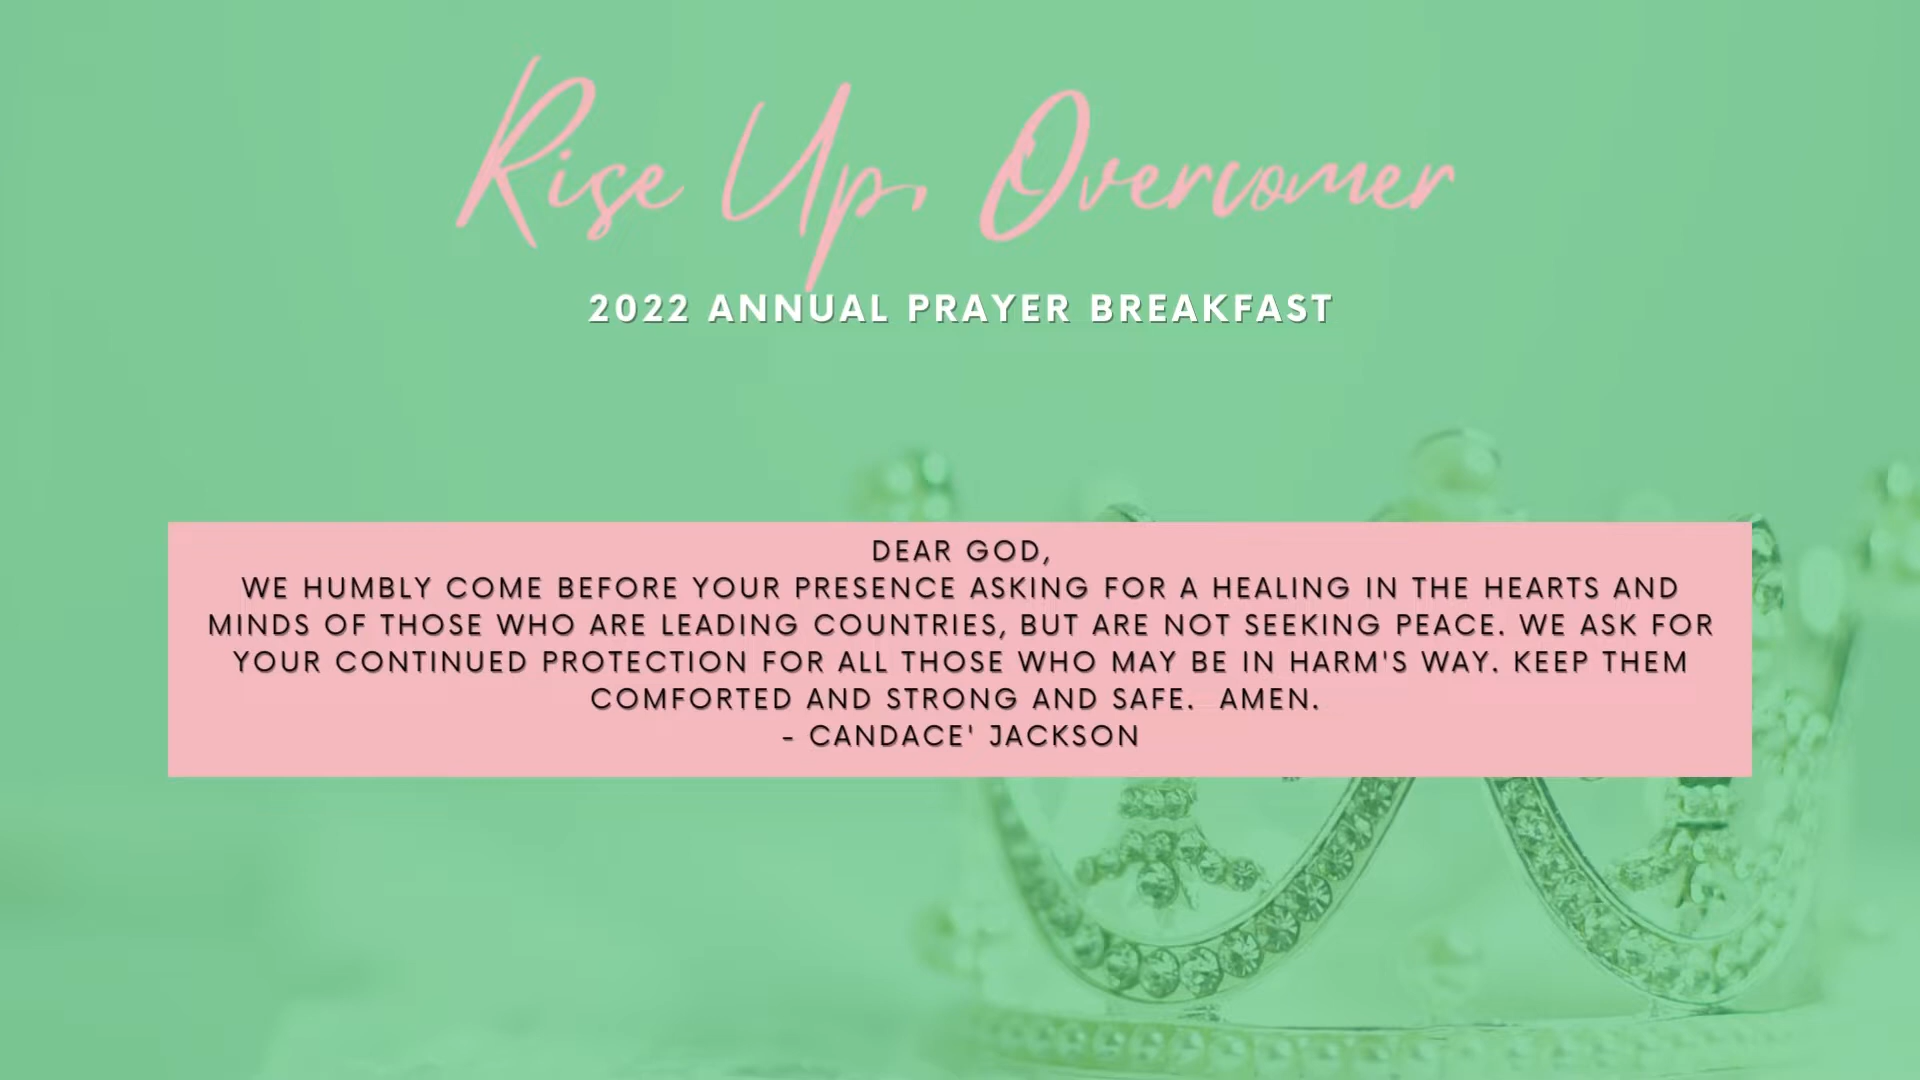 Rise Up, Overcomer
2022 ANNUAL PRAYER BREAKFAST
DEAR GOD,
WE HUMBLY COME BEFORE YOUR PRESENCE ASKING FOR A HEALING IN THE HEARTS AND
MINDS OF THOSE WHO ARE LEADING COUNTRIES, BUT ARE NOT SEEKING PEACE. WE ASK FOR
YOUR CONTINUED PROTECTION FOR ALL THOSE WHO MAY BE IN HARM'S WAY. KEEP THEM
COMFORTED AND STRONG AND SAFE.  AMEN.
- CANDACE' JACKSON